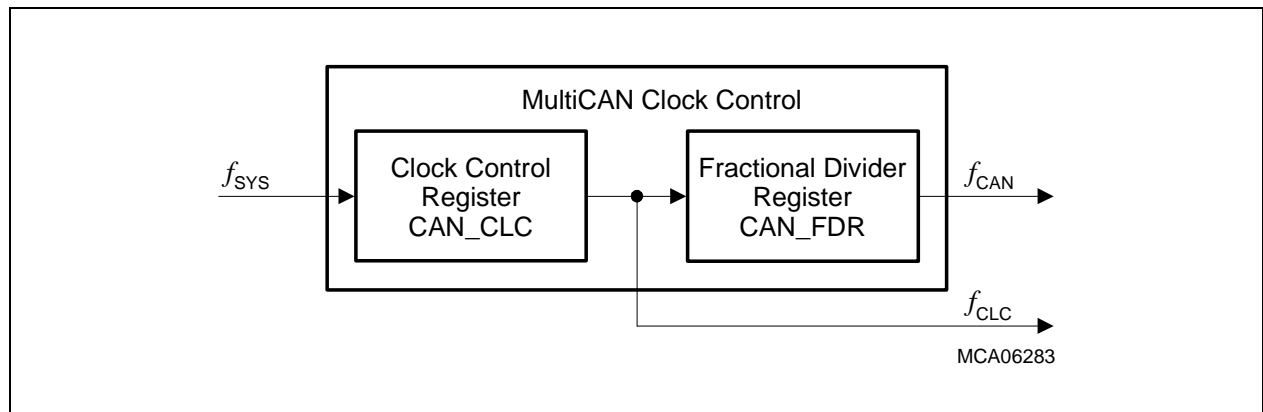 MultiCAN Clock Control
fSYS
Clock Control
Register
CAN_CLC
Fractional Divider
Register
CAN_FDR
fCAN
fCLC
MCA06283